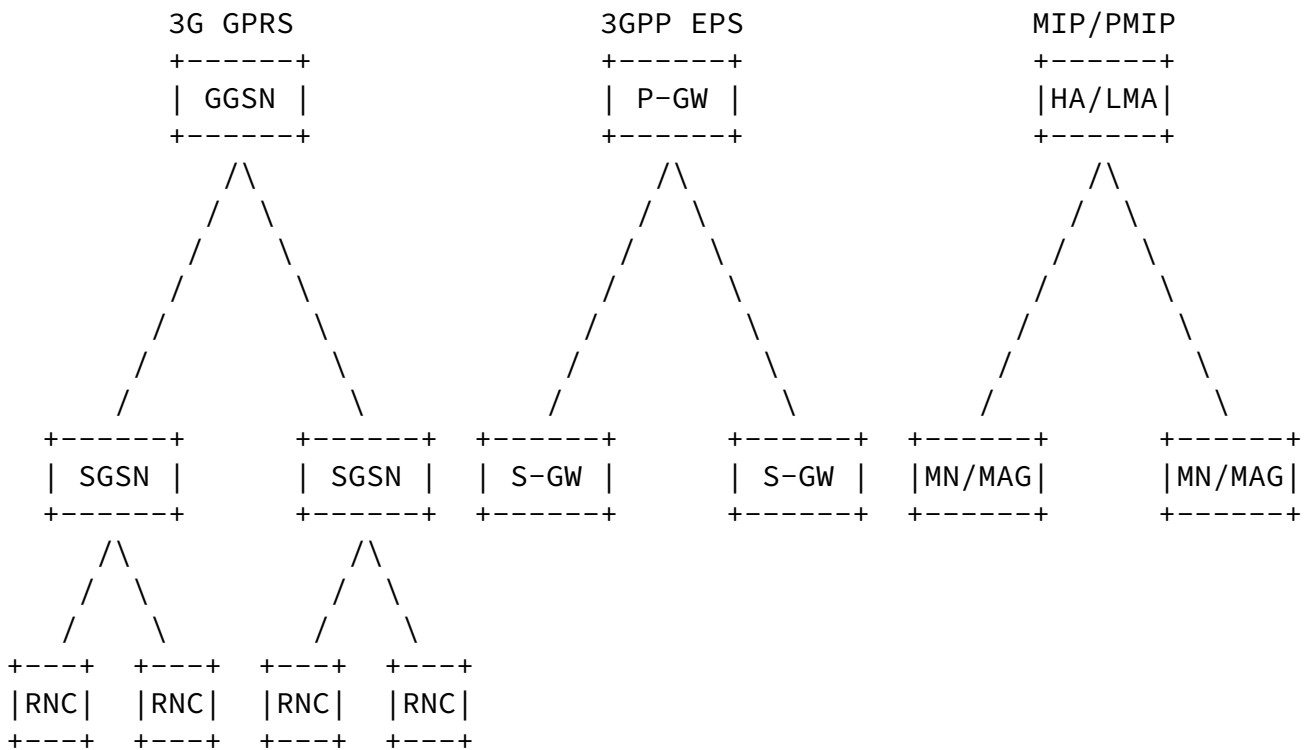 3G GPRS 3GPP EPS MIP/PMIP
GGSN P-GW HA/LMA
SGSN SGSN S-GW S-GW MN/MAG MN/MAG
RNC RNC RNC RNC